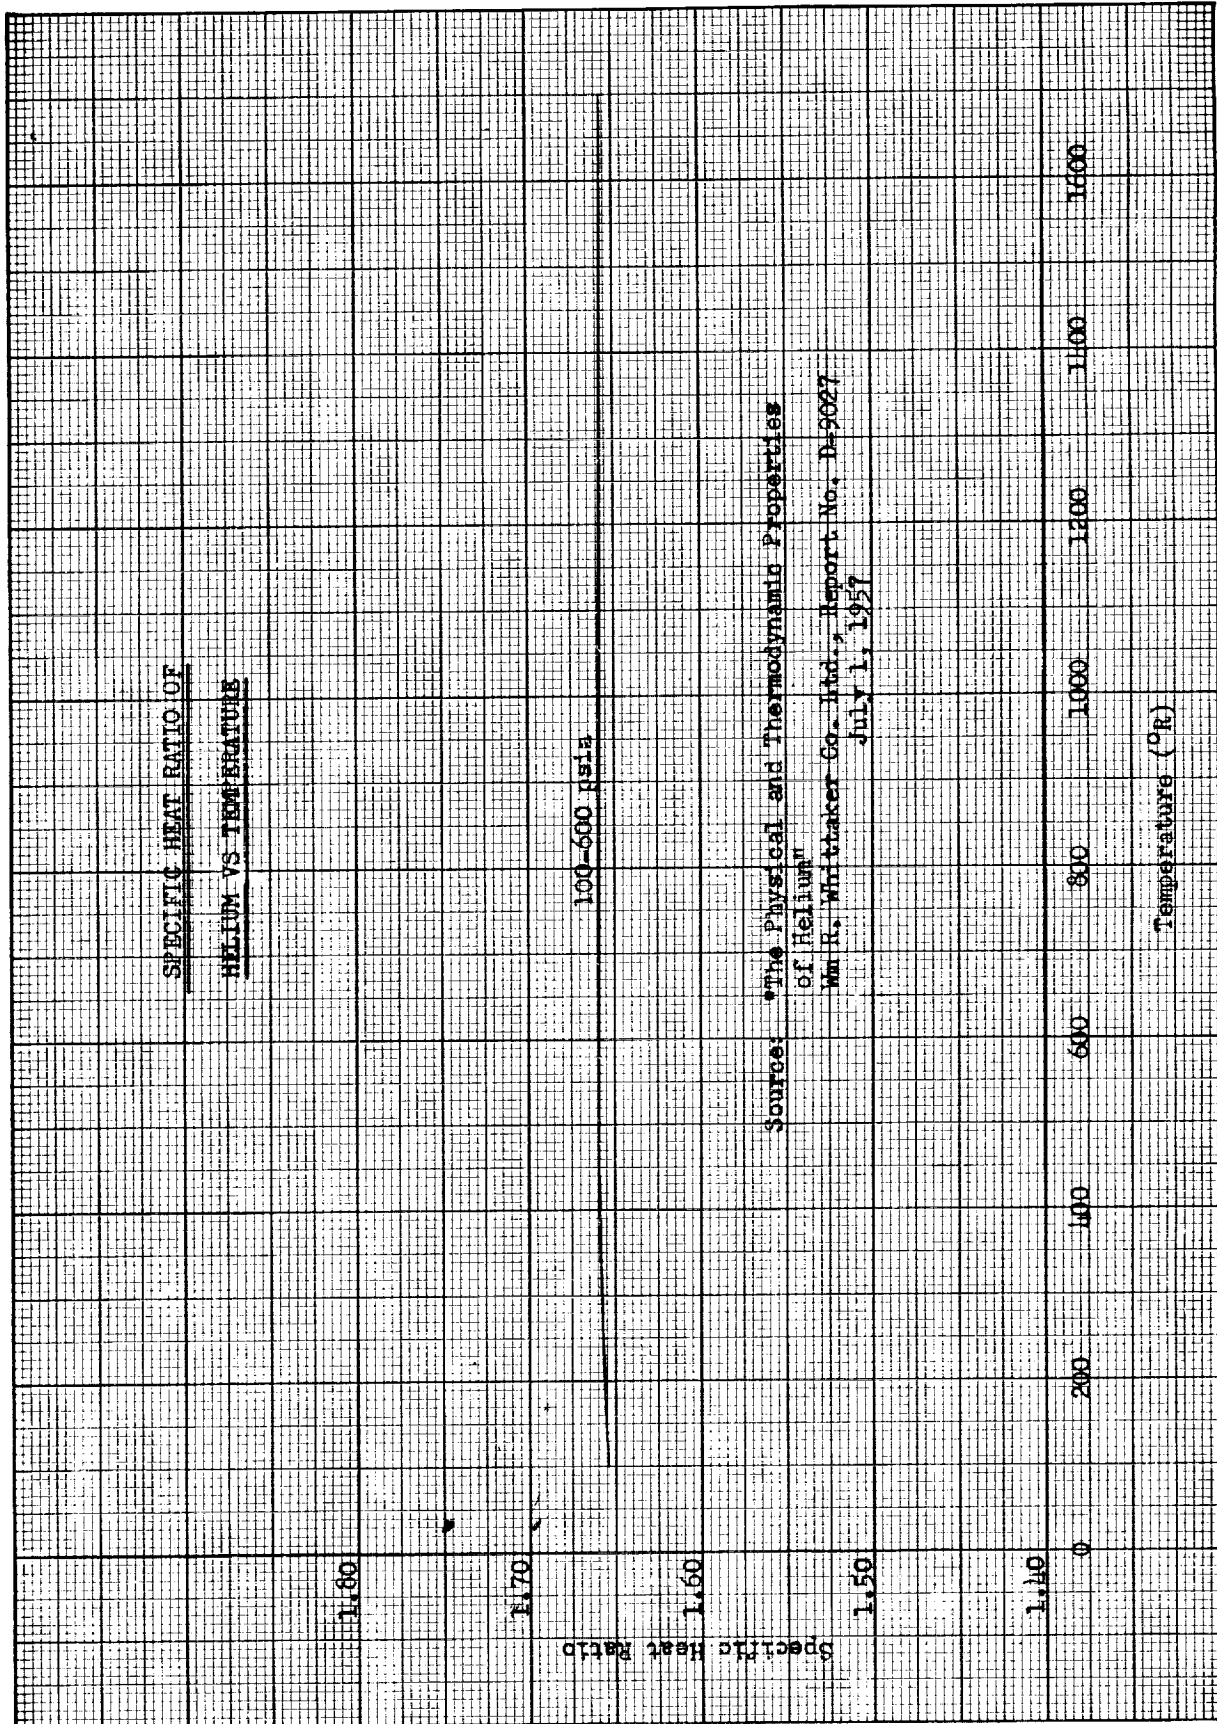 SPECIFIC HEAT RATIO OF
HELIUM VS TEMPERATURE
1.80
1.70
1.60
1.50
1.40
Specific Heat Ratio
100-600 psia
Source: "The Physical and Thermodynamic Properties
of Helium"
Wm R. Whittaker Co. Ltd., Report No. D-9027
July 1, 1957
0 200 400 600 800 1000 1200 1400 1600
Temperature (°R)